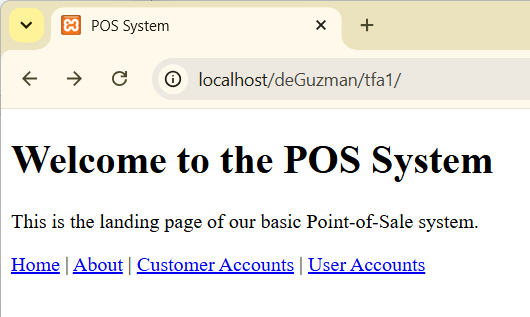 POS System
localhost/deGuzman/tfa1/
Welcome to the POS System
This is the landing page of our basic Point-of-Sale system.
Home | About | Customer Accounts | User Accounts